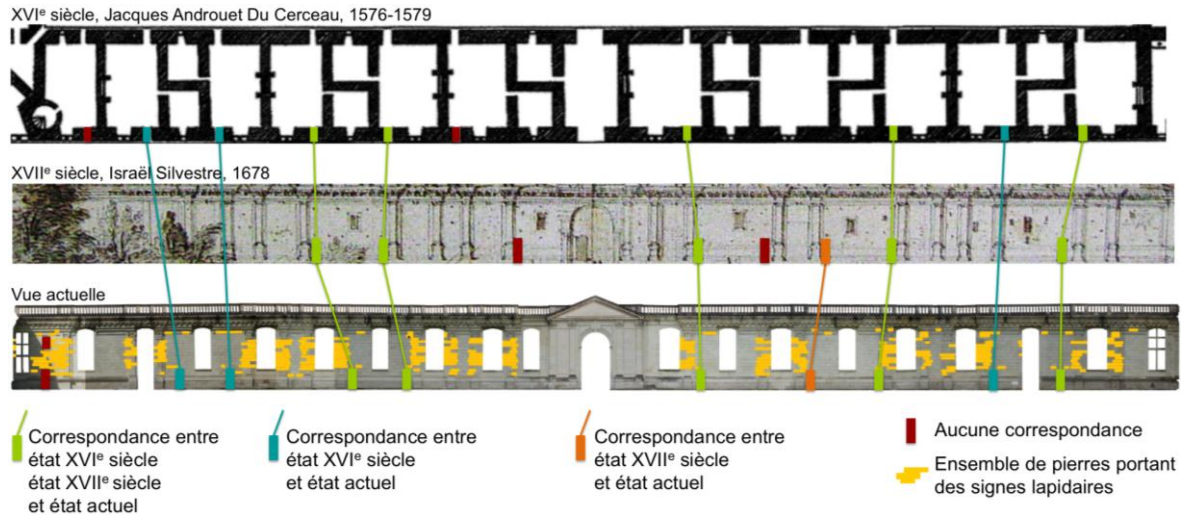 XVIᵉ siècle, Jacques Androuet Du Cerceau, 1576-1579
XVIIᵉ siècle, Israël Silvestre, 1678
Vue actuelle
Correspondance entre
état XVIᵉ siècle
état XVIIᵉ siècle
et état actuel
Correspondance entre
état XVIᵉ siècle
et état actuel
Correspondance entre
état XVIIᵉ siècle
et état actuel
Aucune correspondance
Ensemble de pierres portant
des signes lapidaires